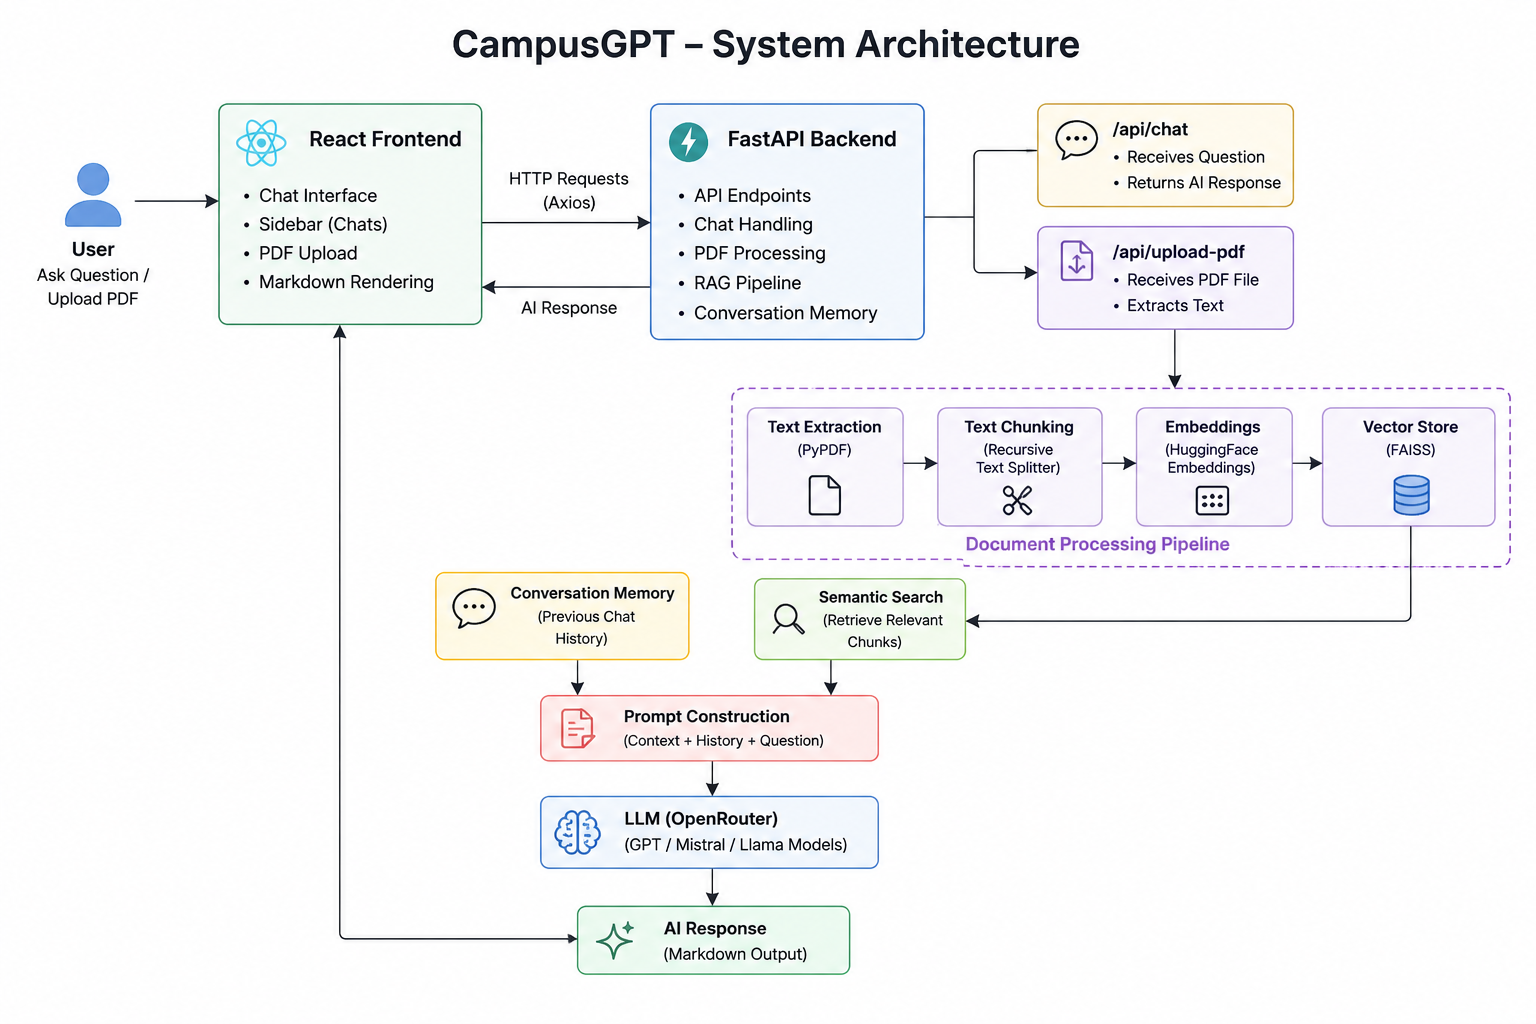 CampusGPT – System Architecture
User
Ask Question /
Upload PDF
React Frontend
• Chat Interface
• Sidebar (Chats)
• PDF Upload
• Markdown Rendering
HTTP Requests
(Axios)
AI Response
FastAPI Backend
• API Endpoints
• Chat Handling
• PDF Processing
• RAG Pipeline
• Conversation Memory
/api/chat
• Receives Question
• Returns AI Response
/api/upload-pdf
• Receives PDF File
• Extracts Text
Text Extraction
(PyPDF)
Text Chunking
(Recursive
Text Splitter)
Embeddings
(HuggingFace
Embeddings)
Vector Store
(FAISS)
Document Processing Pipeline
Conversation Memory
(Previous Chat
History)
Semantic Search
(Retrieve Relevant
Chunks)
Prompt Construction
(Context + History + Question)
LLM (OpenRouter)
(GPT / Mistral / Llama Models)
AI Response
(Markdown Output)